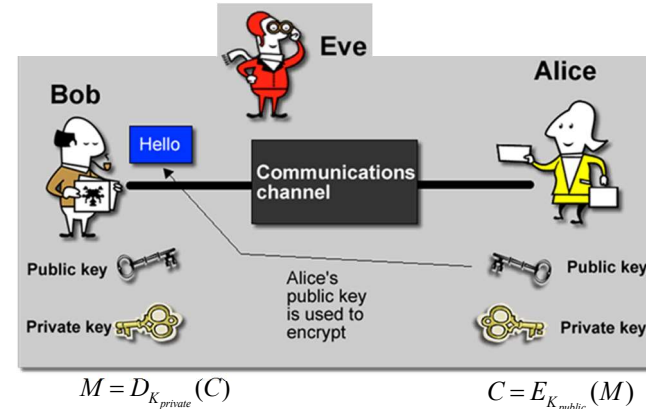 Eve
Bob
Alice
Hello
Communications
channel
Public key
Public key
Alice's
public key
is used to
encrypt
Private key
Private key
M = D_{K_{private}}(C)
C = E_{K_{public}}(M)